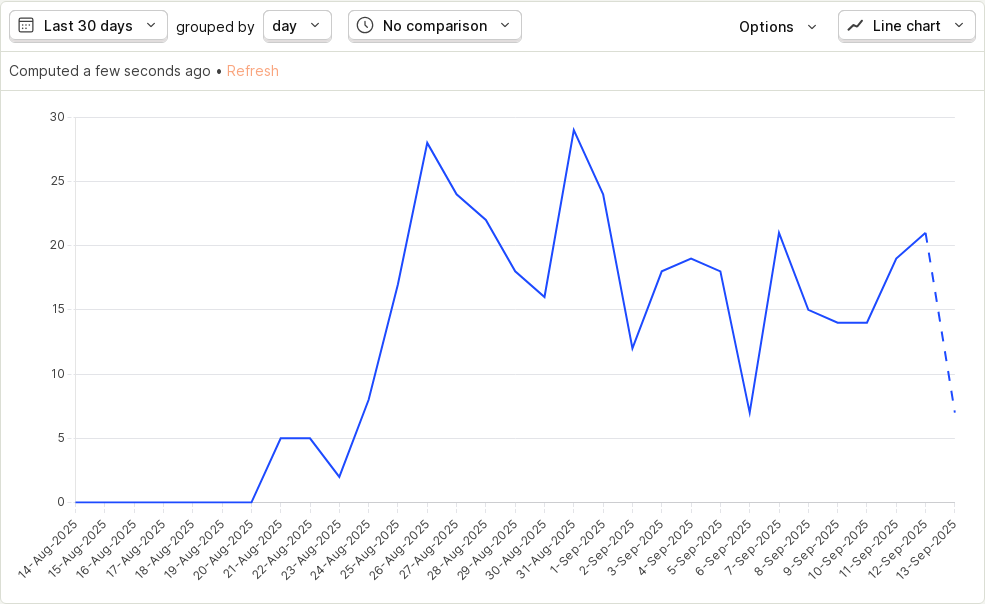 Last 30 days grouped by day No comparison Options Line chart
Computed a few seconds ago • Refresh
30
25
20
15
10
5
0
14-Aug-2025
15-Aug-2025
16-Aug-2025
17-Aug-2025
18-Aug-2025
19-Aug-2025
20-Aug-2025
21-Aug-2025
22-Aug-2025
23-Aug-2025
24-Aug-2025
25-Aug-2025
26-Aug-2025
27-Aug-2025
28-Aug-2025
29-Aug-2025
30-Aug-2025
31-Aug-2025
1-Sep-2025
2-Sep-2025
3-Sep-2025
4-Sep-2025
5-Sep-2025
6-Sep-2025
7-Sep-2025
8-Sep-2025
9-Sep-2025
10-Sep-2025
11-Sep-2025
12-Sep-2025
13-Sep-2025